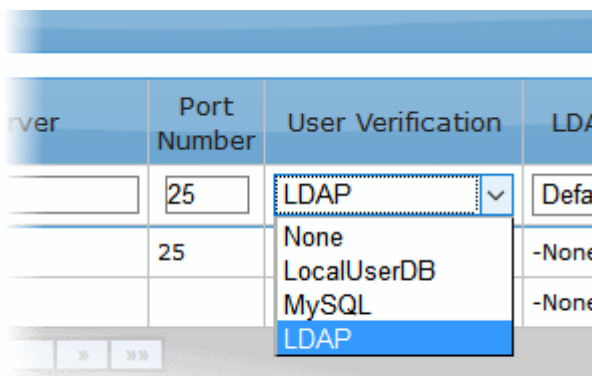 rver
Port
Number
User Verification
LDA
25
LDAP
Defa
None
25
LocalUserDB
-None
MySQL
-None
LDAP
» »»